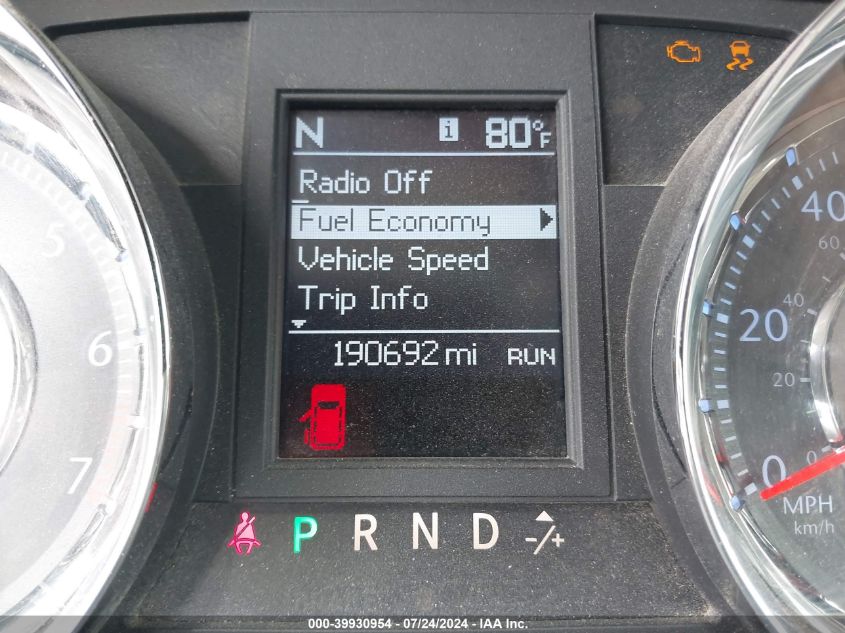 N i 80°F
Radio Off
Fuel Economy
Vehicle Speed
Trip Info
190692 mi RUN
5
6
7
40
60
40
20
20
0
0
MPH
km/h
P R N D -/+
000-39930954 - 07/24/2024 - IAA Inc.